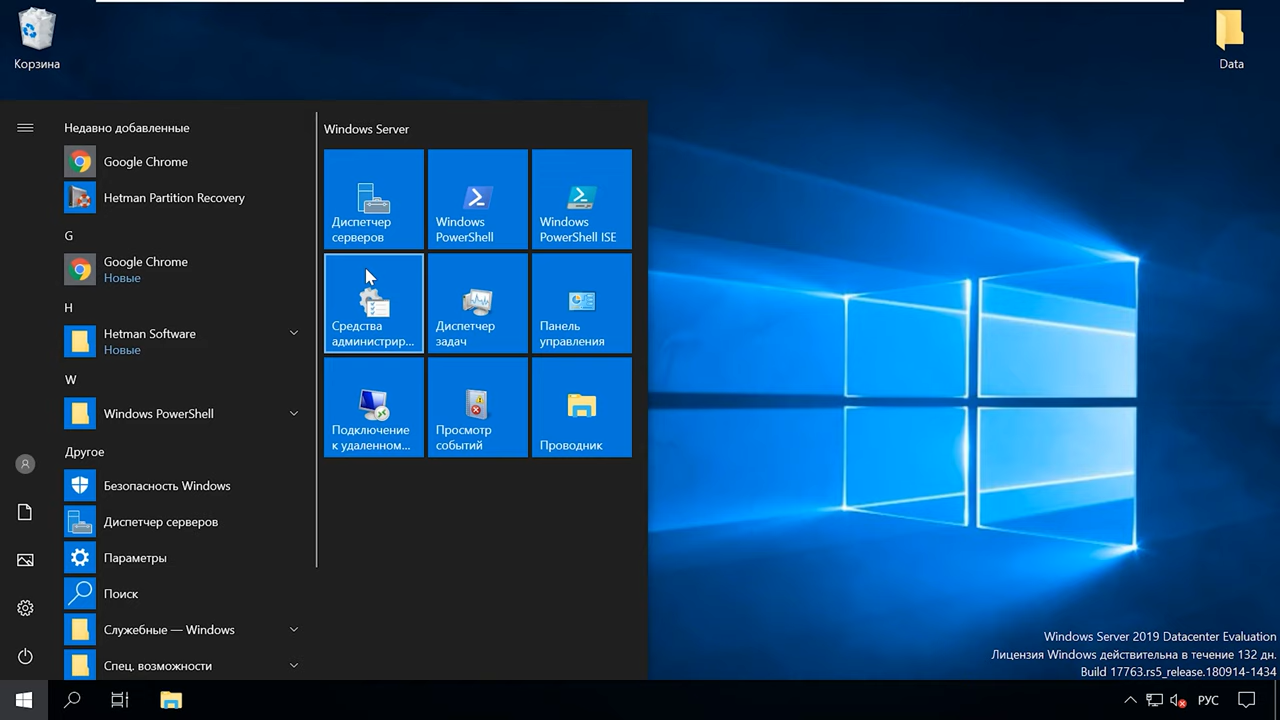 Корзина
Data
Недавно добавленные
Google Chrome
Hetman Partition Recovery
G
Google Chrome
Новые
H
Hetman Software
Новые
W
Windows PowerShell
Другое
Безопасность Windows
Диспетчер серверов
Параметры
Поиск
Служебные — Windows
Спец. возможности
Windows Server
Диспетчер
серверов
Windows
PowerShell
Windows
PowerShell ISE
Средства
администрир...
Диспетчер
задач
Панель
управления
Подключение
к удаленном...
Просмотр
событий
Проводник
Windows Server 2019 Datacenter Evaluation
Лицензия Windows действительна в течение 132 дн.
Build 17763.rs5_release.180914-1434
РУС